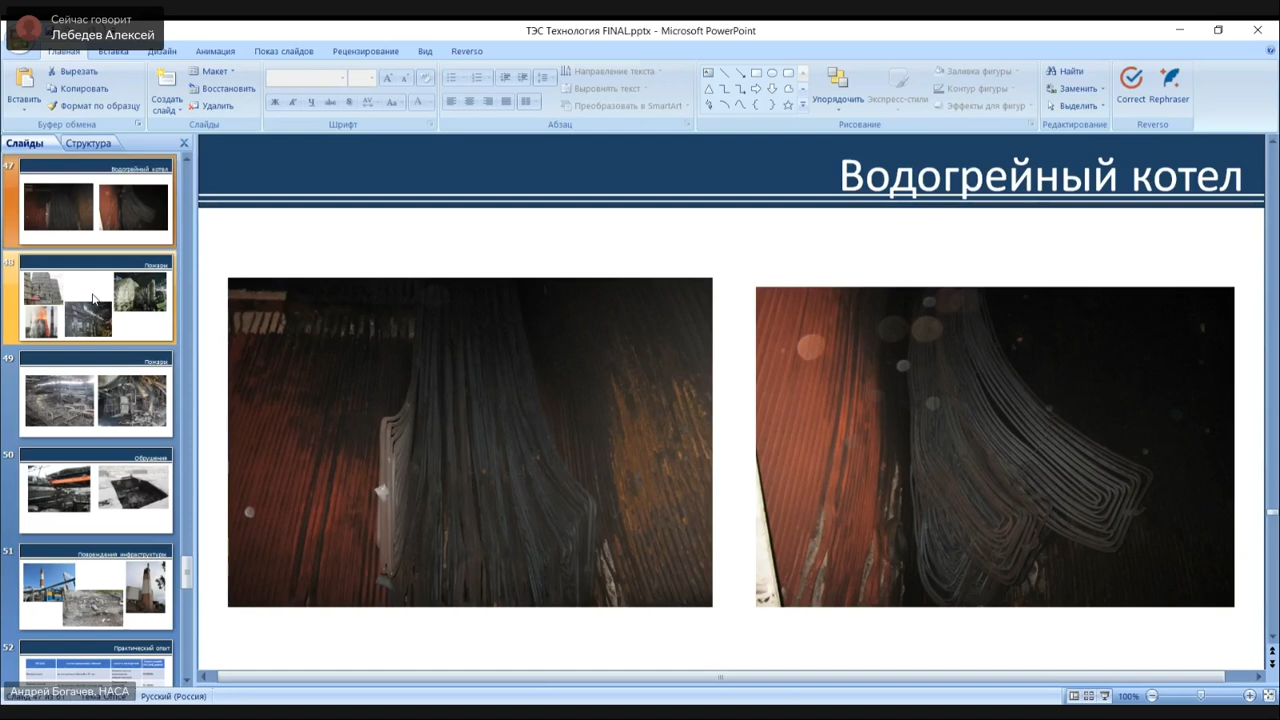 Сейчас говорит
Лебедев Алексей
ТЭС Технология FINAL.pptx - Microsoft PowerPoint
Главная Вставка Дизайн Анимация Показ слайдов Рецензирование Вид Reverso
Вырезать
Копировать
Формат по образцу
Вставить
Буфер обмена
Создать слайд
Макет
Восстановить
Удалить
Слайды
Шрифт
Направление текста
Выровнять текст
Преобразовать в SmartArt
Абзац
Упорядочить
Экспресс-стили
Заливка фигуры
Контур фигуры
Эффекты для фигур
Рисование
Найти
Заменить
Выделить
Редактирование
Correct Rephraser
Reverso
Слайды Структура
47
Водогрейный котел
48
Пожары
49
Пожары
50
Обрушения
51
Повреждения инфраструктуры
52
Практический опыт
Водогрейный котел
Андрей Богачев, НАСА
Русский (Россия)
100%